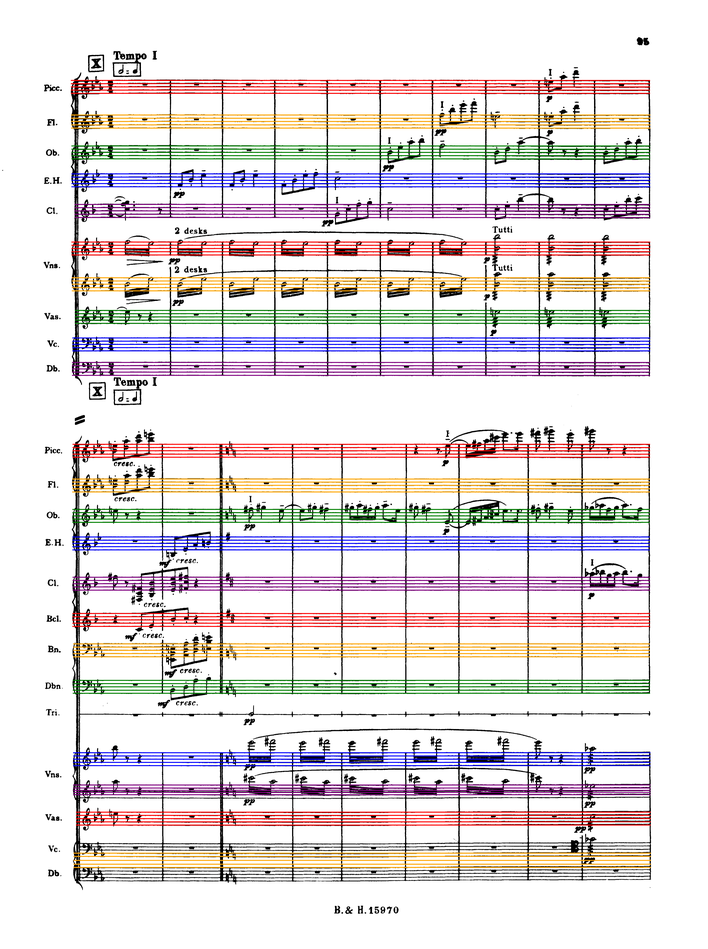 95
X Tempo I
Picc. I p
Fl. I pp p
Ob. I pp
E.H. pp
Cl. I pp
2 desks Tutti
Vns. pp p
2 desks Tutti
pp p
Vas. p
Vc.
Db.
X Tempo I
Picc. cresc. I p
Fl. cresc.
Ob. I pp p
E.H. mf cresc.
Cl. cresc. I p
Bcl. mf cresc.
Bn. mf cresc.
Dbn. mf cresc.
Tri. pp
Vns. pp pp
pp pp
Vas. pp
Vc. pp
Db.
B. & H. 15970